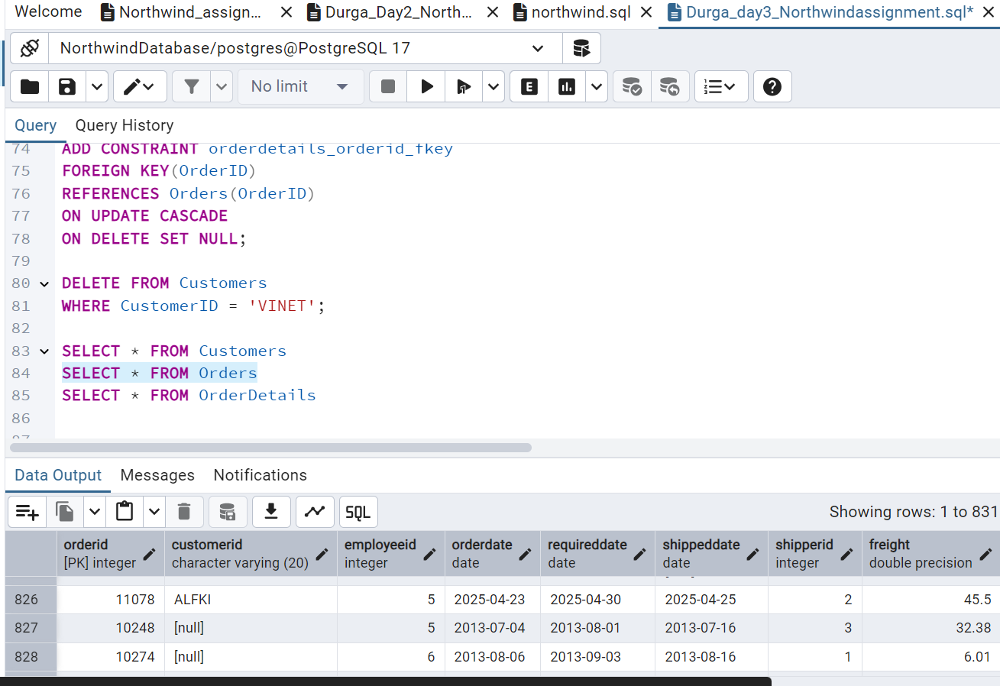 Welcome Northwind_assign... Durga_Day2_North... northwind.sql Durga_day3_Northwindassignment.sql*
NorthwindDatabase/postgres@PostgreSQL 17
No limit
Query Query History
74 ADD CONSTRAINT orderdetails_orderid_fkey
75 FOREIGN KEY(OrderID)
76 REFERENCES Orders(OrderID)
77 ON UPDATE CASCADE
78 ON DELETE SET NULL;
79
80 DELETE FROM Customers
81 WHERE CustomerID = 'VINET';
82
83 SELECT * FROM Customers
84 SELECT * FROM Orders
85 SELECT * FROM OrderDetails
86
Data Output Messages Notifications
SQL Showing rows: 1 to 831
orderid customerid employeeid orderdate requireddate shippeddate shipperid freight
[PK] integer character varying (20) integer date date date integer double precision
826 11078 ALFKI 5 2025-04-23 2025-04-30 2025-04-25 2 45.5
827 10248 [null] 5 2013-07-04 2013-08-01 2013-07-16 3 32.38
828 10274 [null] 6 2013-08-06 2013-09-03 2013-08-16 1 6.01